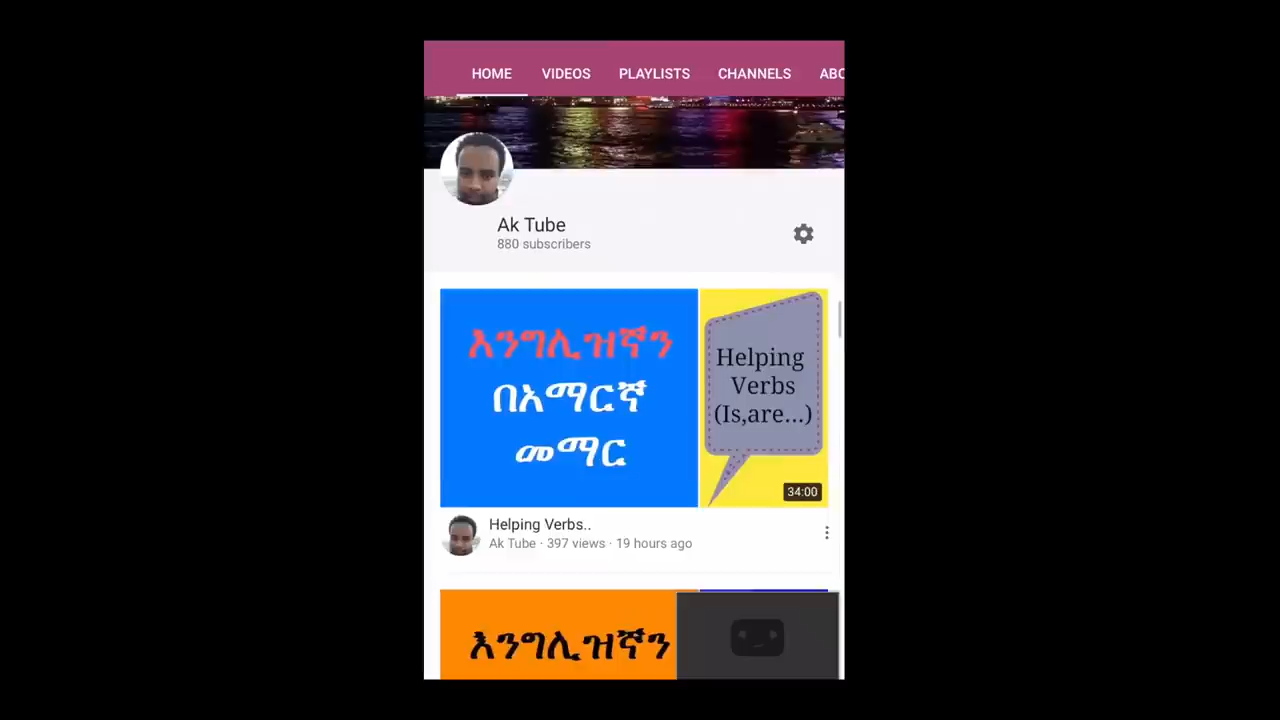 HOME VIDEOS PLAYLISTS CHANNELS ABO
Ak Tube
880 subscribers
እንግሊዝኛን
በአማርኛ
መማር
Helping
Verbs
(Is,are...)
34:00
Helping Verbs..
Ak Tube · 397 views · 19 hours ago
እንግሊዝኛን